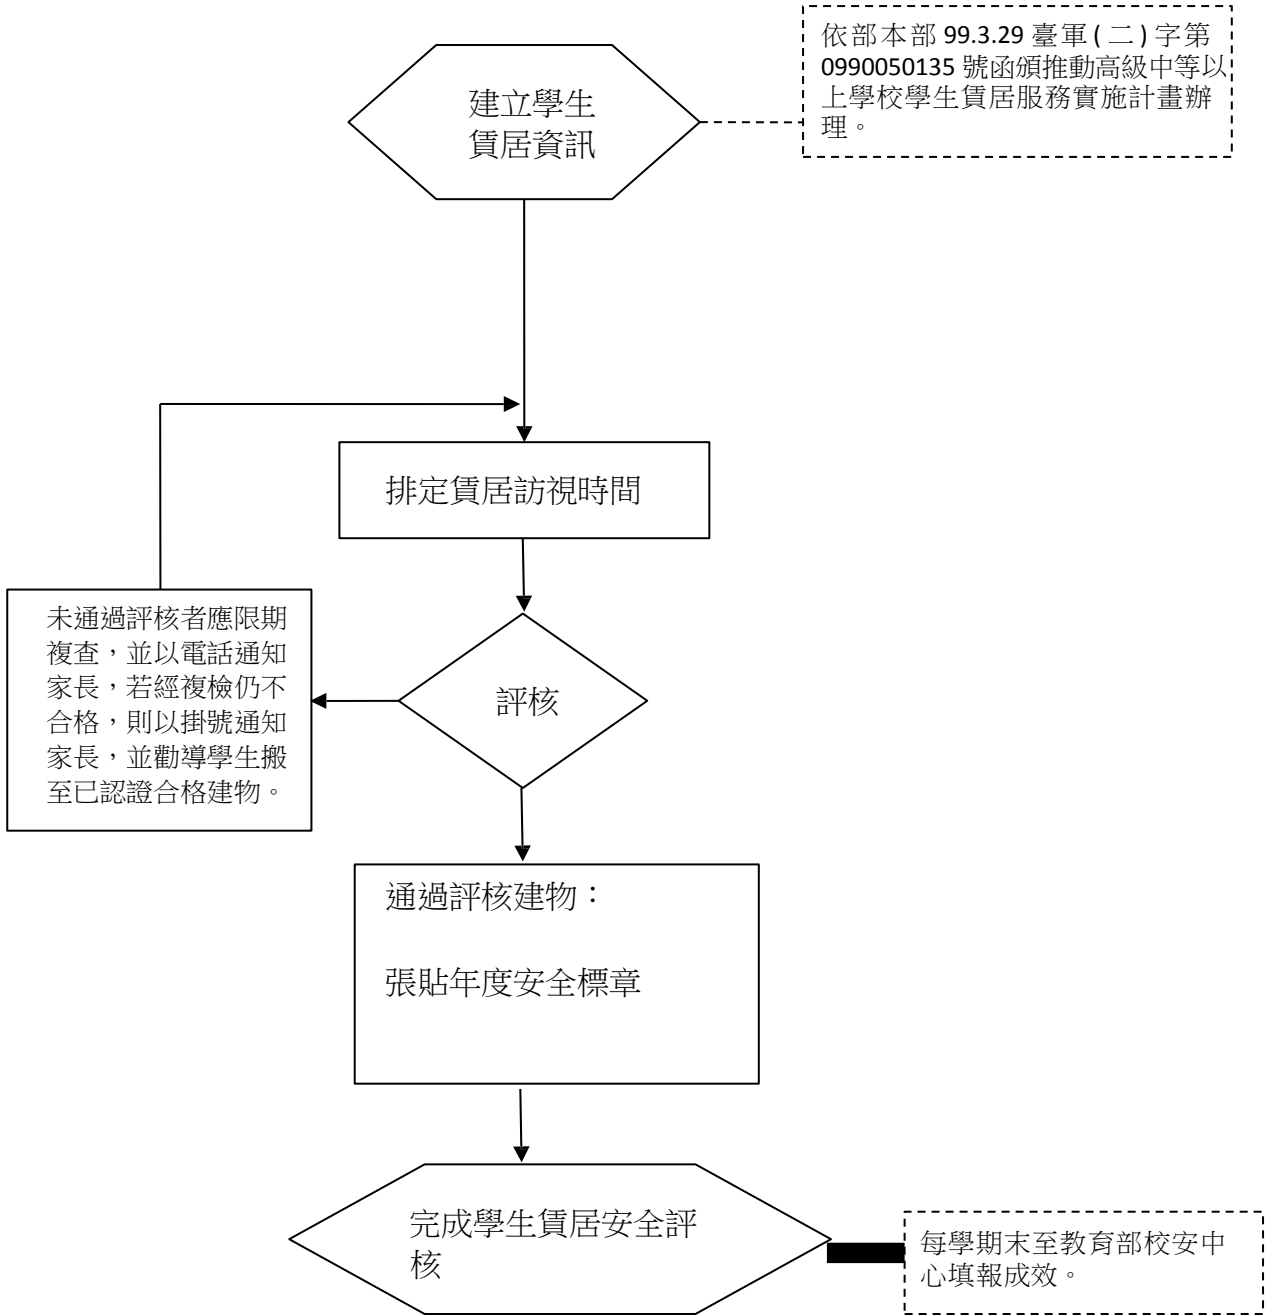 依部本部 99.3.29 臺軍(二)字第
0990050135 號函頒推動高級中等以
上學校學生賃居服務實施計畫辦
理。
建立學生
賃居資訊
排定賃居訪視時間
未通過評核者應限期
複查，並以電話通知
家長，若經複檢仍不
合格，則以掛號通知
家長，並勸導學生搬
至已認證合格建物。
評核
通過評核建物：
張貼年度安全標章
完成學生賃居安全評
核
每學期末至教育部校安中
心填報成效。